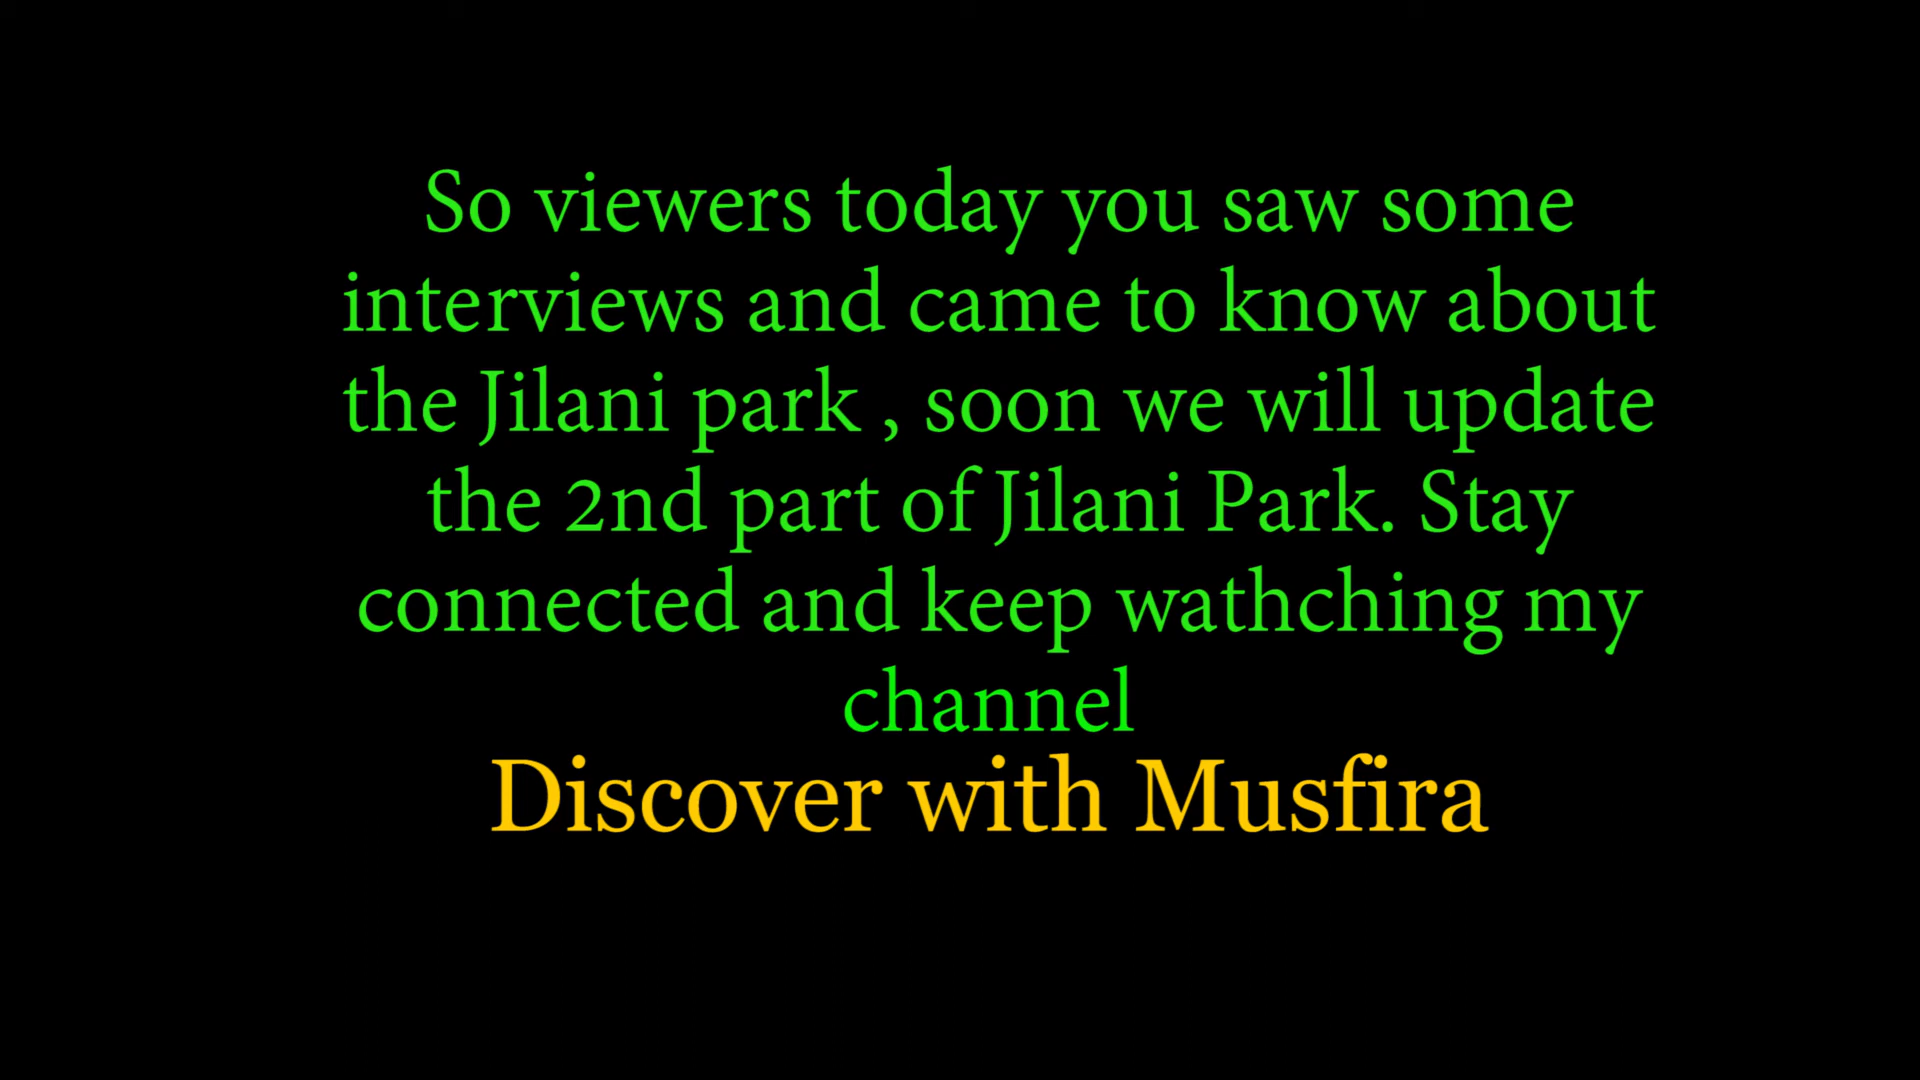 So viewers today you saw some
interviews and came to know about
the Jilani park , soon we will update
the 2nd part of Jilani Park. Stay
connected and keep wathching my
channel
Discover with Musfira